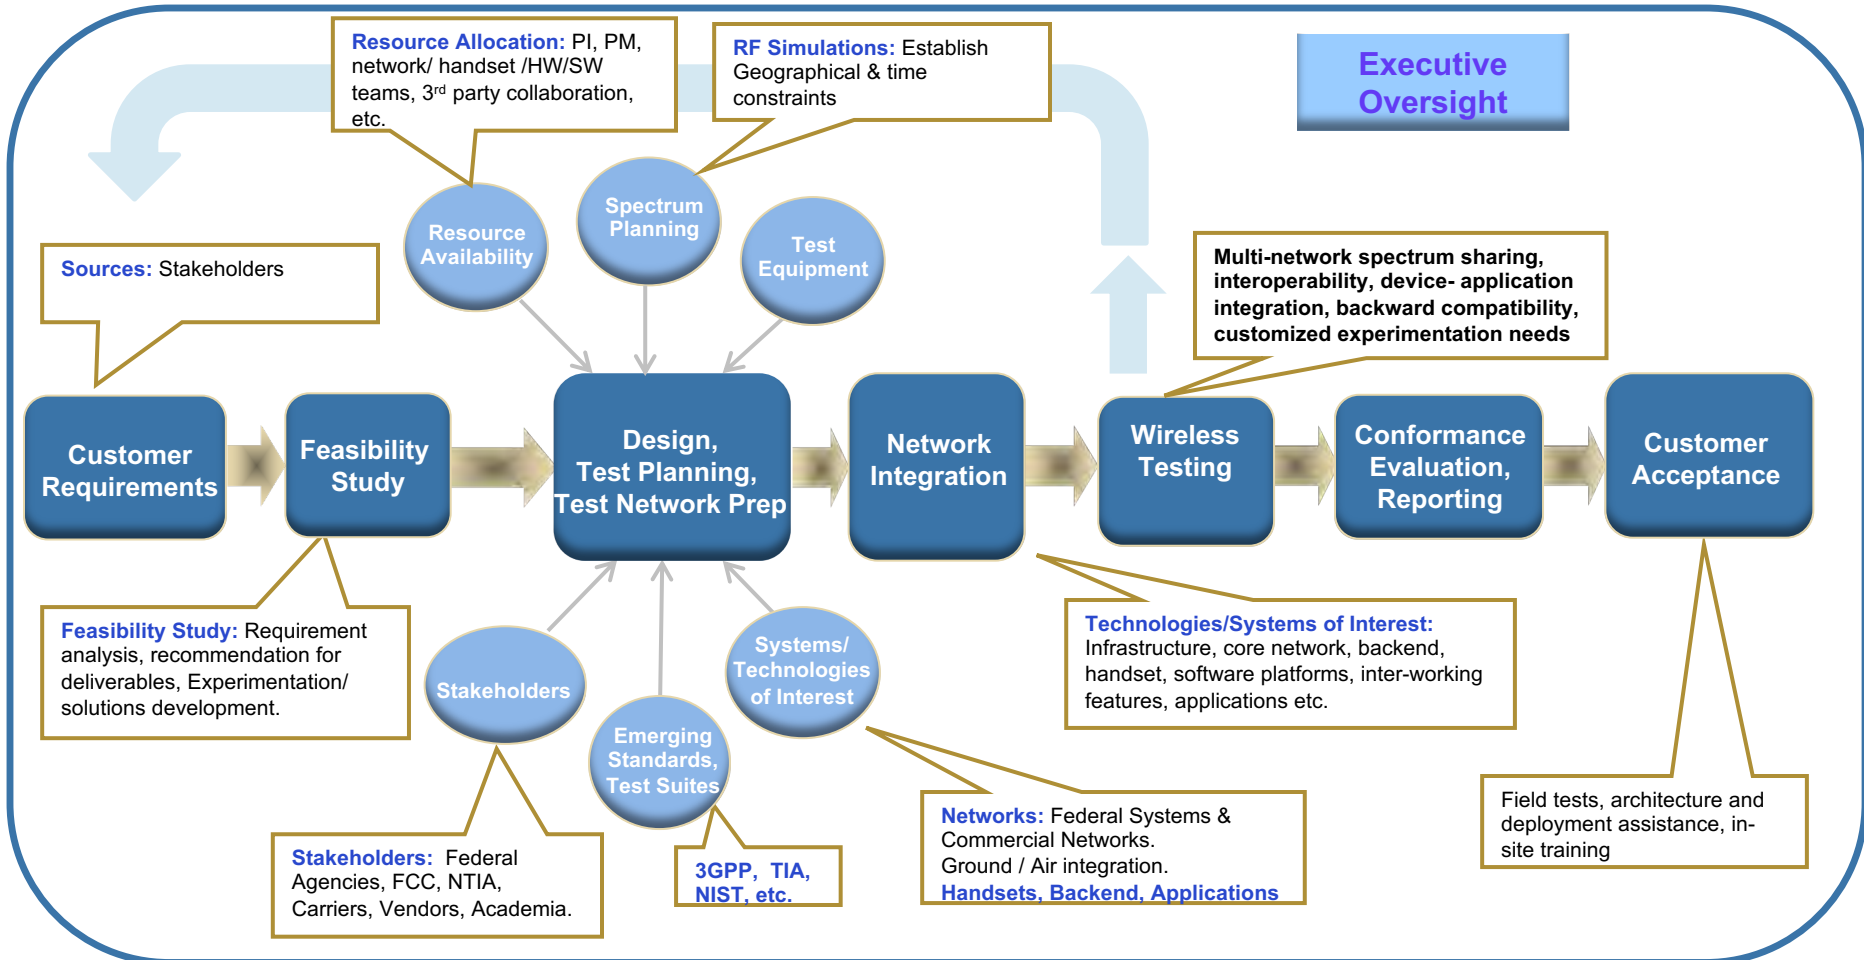 Resource Allocation: PI, PM,
network/ handset /HW/SW
teams, 3rd party collaboration,
etc.
RF Simulations: Establish
Geographical & time
constraints
Executive
Oversight
Resource
Availability
Spectrum
Planning
Test
Equipment
Sources: Stakeholders
Multi-network spectrum sharing,
interoperability, device- application
integration, backward compatibility,
customized experimentation needs
Customer
Requirements
Feasibility
Study
Design,
Test Planning,
Test Network Prep
Network
Integration
Wireless
Testing
Conformance
Evaluation,
Reporting
Customer
Acceptance
Feasibility Study: Requirement
analysis, recommendation for
deliverables, Experimentation/
solutions development.
Stakeholders
Emerging
Standards,
Test Suites
Systems/
Technologies
of Interest
Technologies/Systems of Interest:
Infrastructure, core network, backend,
handset, software platforms, inter-working
features, applications etc.
Stakeholders: Federal
Agencies, FCC, NTIA,
Carriers, Vendors, Academia.
3GPP, TIA,
NIST, etc.
Networks: Federal Systems &
Commercial Networks.
Ground / Air integration.
Handsets, Backend, Applications
Field tests, architecture and
deployment assistance, in-
site training